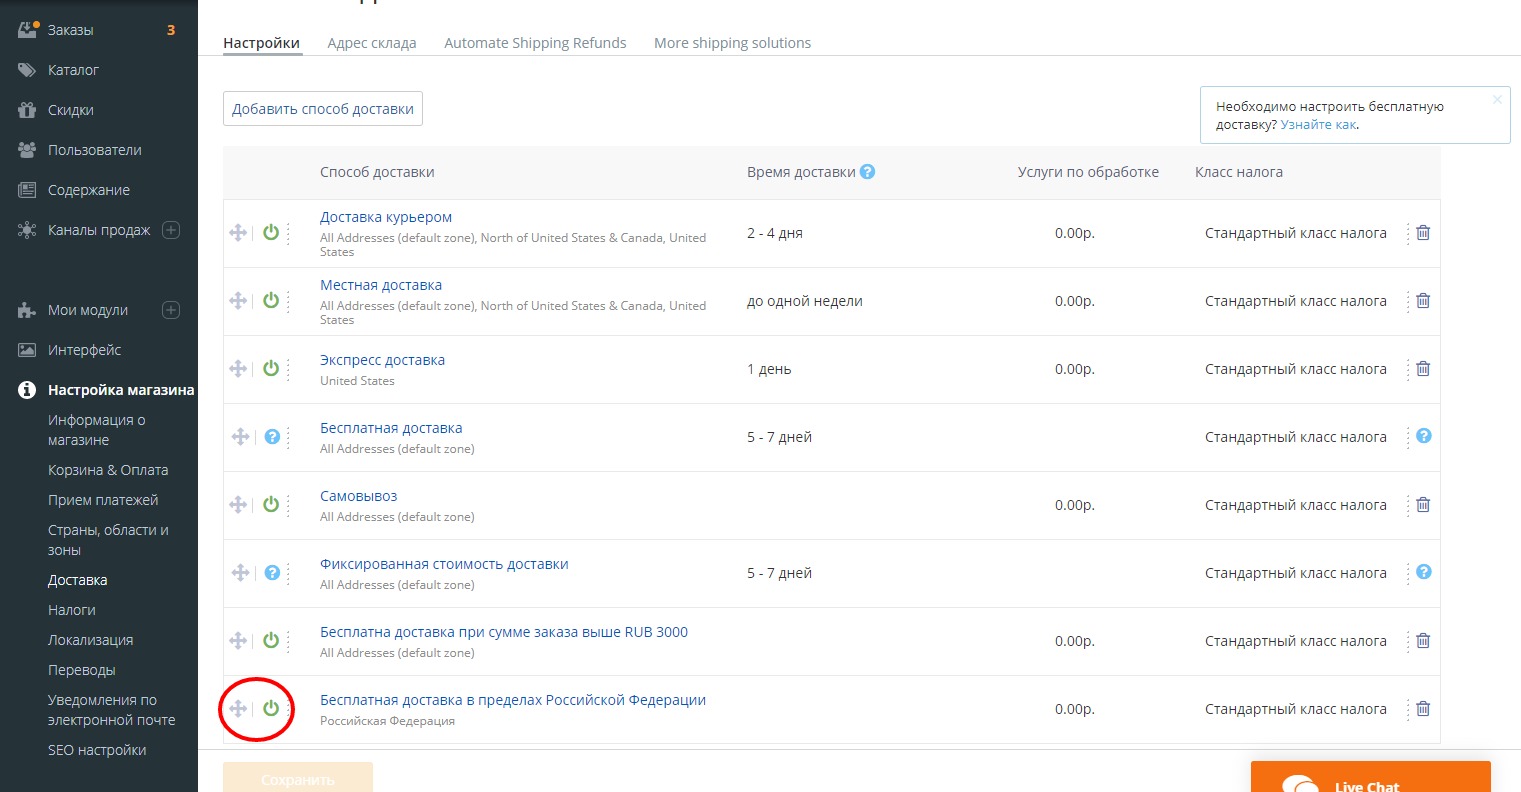 Заказы 3
Каталог
Скидки
Пользователи
Содержание
Каналы продаж
Мои модули
Интерфейс
Настройка магазина
Информация о
магазине
Корзина & Оплата
Прием платежей
Страны, области и
зоны
Доставка
Налоги
Локализация
Переводы
Уведомления по
электронной почте
SEO настройки
Настройки Адрес склада Automate Shipping Refunds More shipping solutions
Добавить способ доставки
Необходимо настроить бесплатную
доставку? Узнайте как.
Способ доставки Время доставки ? Услуги по обработке Класс налога
Доставка курьером
All Addresses (default zone), North of United States & Canada, United
States
2 - 4 дня 0.00р. Стандартный класс налога
Местная доставка
All Addresses (default zone), North of United States & Canada, United
States
до одной недели 0.00р. Стандартный класс налога
Экспресс доставка
United States
1 день 0.00р. Стандартный класс налога
? Бесплатная доставка
All Addresses (default zone)
5 - 7 дней Стандартный класс налога ?
Самовывоз
All Addresses (default zone)
0.00р. Стандартный класс налога
? Фиксированная стоимость доставки
All Addresses (default zone)
5 - 7 дней Стандартный класс налога ?
Бесплатна доставка при сумме заказа выше RUB 3000
All Addresses (default zone)
0.00р. Стандартный класс налога
Бесплатная доставка в пределах Российской Федерации
Российская Федерация
0.00р. Стандартный класс налога
Сохранить
Live Chat